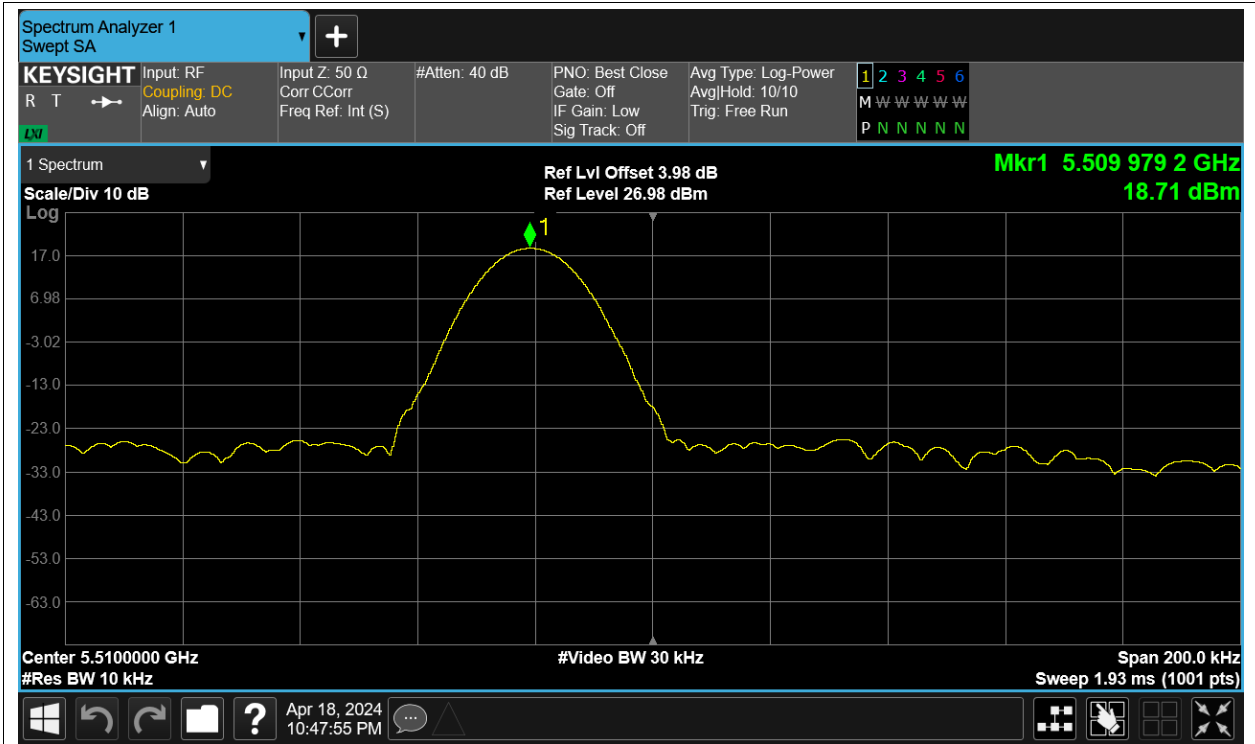 Spectrum Analyzer 1
Swept SA
KEYSIGHT
R T
LXI
Input: RF
Coupling: DC
Align: Auto
Input Z: 50 Ω
Corr CCorr
Freq Ref: Int (S)
#Atten: 40 dB
PNO: Best Close
Gate: Off
IF Gain: Low
Sig Track: Off
Avg Type: Log-Power
Avg|Hold: 10/10
Trig: Free Run
1 2 3 4 5 6
M W W W W W
P N N N N N
1 Spectrum
Scale/Div 10 dB
Log
Ref Lvl Offset 3.98 dB
Ref Level 26.98 dBm
Mkr1 5.509 979 2 GHz
18.71 dBm
1
17.0
6.98
-3.02
-13.0
-23.0
-33.0
-43.0
-53.0
-63.0
Center 5.5100000 GHz
#Res BW 10 kHz
#Video BW 30 kHz
Span 200.0 kHz
Sweep 1.93 ms (1001 pts)
?
Apr 18, 2024
10:47:55 PM